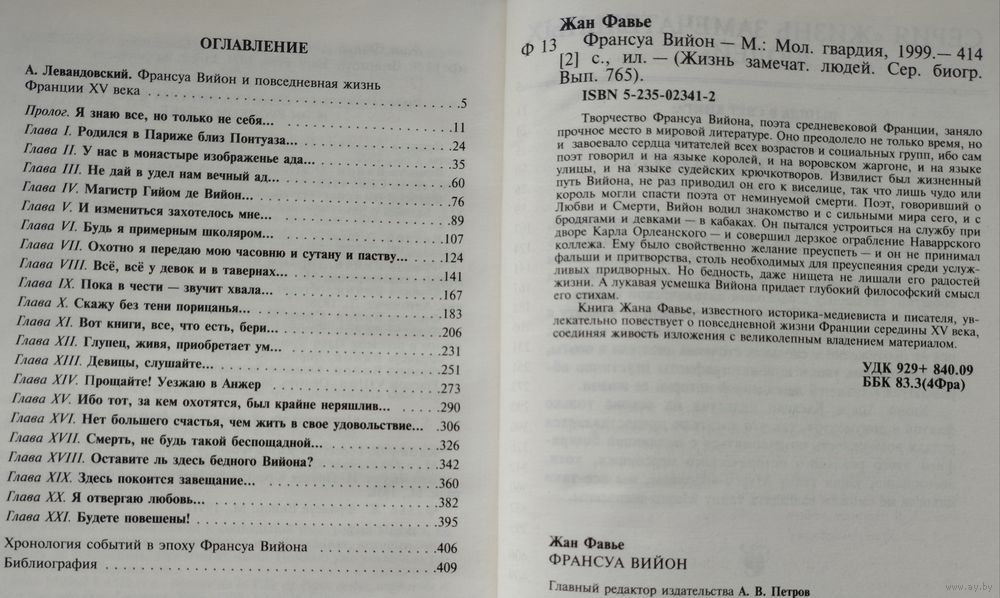 ОГЛАВЛЕНИЕ
А. Левандовский. Франсуа Вийон и повседневная жизнь
Франции XV века . . . . . . . . . . . . . . . . . . . . . . . . . . . . .5
Пролог. Я знаю все, но только не себя... . . . . . . . . . . . . . . . . .11
Глава I. Родился в Париже близ Понтуаза... . . . . . . . . . . . . . . .24
Глава II. У нас в монастыре изображенье ада... . . . . . . . . . . . . .35
Глава III. Не дай в удел нам вечный ад... . . . . . . . . . . . . . . . .60
Глава IV. Магистр Гийом де Вийон... . . . . . . . . . . . . . . . . . .76
Глава V. И измениться захотелось мне... . . . . . . . . . . . . . . . .89
Глава VI. Будь я примерным школяром... . . . . . . . . . . . . . . .107
Глава VII. Охотно я передаю мою часовню и сутану и паству... . . . .124
Глава VIII. Всё, всё у девок и в тавернах... . . . . . . . . . . . . . .141
Глава IX. Пока в чести — звучит хвала... . . . . . . . . . . . . . . .167
Глава X. Скажу без тени порицанья... . . . . . . . . . . . . . . . . .183
Глава XI. Вот книги, все, что есть, бери... . . . . . . . . . . . . . .206
Глава XII. Глупец, живя, приобретает ум... . . . . . . . . . . . . . .231
Глава XIII. Девицы, слушайте... . . . . . . . . . . . . . . . . . . . .251
Глава XIV. Прощайте! Уезжаю в Анжер . . . . . . . . . . . . . . . .273
Глава XV. Ибо тот, за кем охотятся, был крайне неряшлив... . . . . .290
Глава XVI. Нет большего счастья, чем жить в свое удовольствие... .306
Глава XVII. Смерть, не будь такой беспощадной... . . . . . . . . . .326
Глава XVIII. Оставите ль здесь бедного Вийона? . . . . . . . . . . .342
Глава XIX. Здесь покоится завещание... . . . . . . . . . . . . . . . .360
Глава XX. Я отвергаю любовь... . . . . . . . . . . . . . . . . . . . .382
Глава XXI. Будете повешены! . . . . . . . . . . . . . . . . . . . . . .395
Хронология событий в эпоху Франсуа Вийона . . . . . . . . . . . .406
Библиография . . . . . . . . . . . . . . . . . . . . . . . . . . . . . .409
Жан Фавье
Ф 13 Франсуа Вийон — М.: Мол. гвардия, 1999.— 414
[2] с., ил. — (Жизнь замечат. людей. Сер. биогр.
Вып. 765).
ISBN 5-235-02341-2
Творчество Франсуа Вийона, поэта средневековой Франции, заняло
прочное место в мировой литературе. Оно преодолело не только время, но
и завоевало сердца читателей всех возрастов и социальных групп, ибо сам
поэт говорил и на языке королей, и на воровском жаргоне, и на языке
улицы, и на языке судейских крючкотворов. Извилист был жизненный
путь Вийона, не раз приводил он его к виселице, так что лишь чудо или
король могли спасти поэта от неминуемой смерти. Поэт, говоривший о
Любви и Смерти, Вийон водил знакомство и с сильными мира сего, и с
бродягами и девками — в кабаках. Он пытался устроиться на службу при
дворе Карла Орлеанского — и совершил дерзкое ограбление Наваррского
коллежа. Ему было свойственно желание преуспеть — и он не принимал
фальши и притворства, столь необходимых для преуспеяния среди услуж-
ливых придворных. Но бедность, даже нищета не лишали его радостей
жизни. А лукавая усмешка Вийона придает глубокий философский смысл
его стихам.
Книга Жана Фавье, известного историка-медиевиста и писателя, ув-
лекательно повествует о повседневной жизни Франции середины XV века,
соединяя живость изложения с великолепным владением материалом.
УДК 929+ 840.09
ББК 83.3(4Фра)
Жан Фавье
ФРАНСУА ВИЙОН
Главный редактор издательства А. В. Петров
www.ay.by